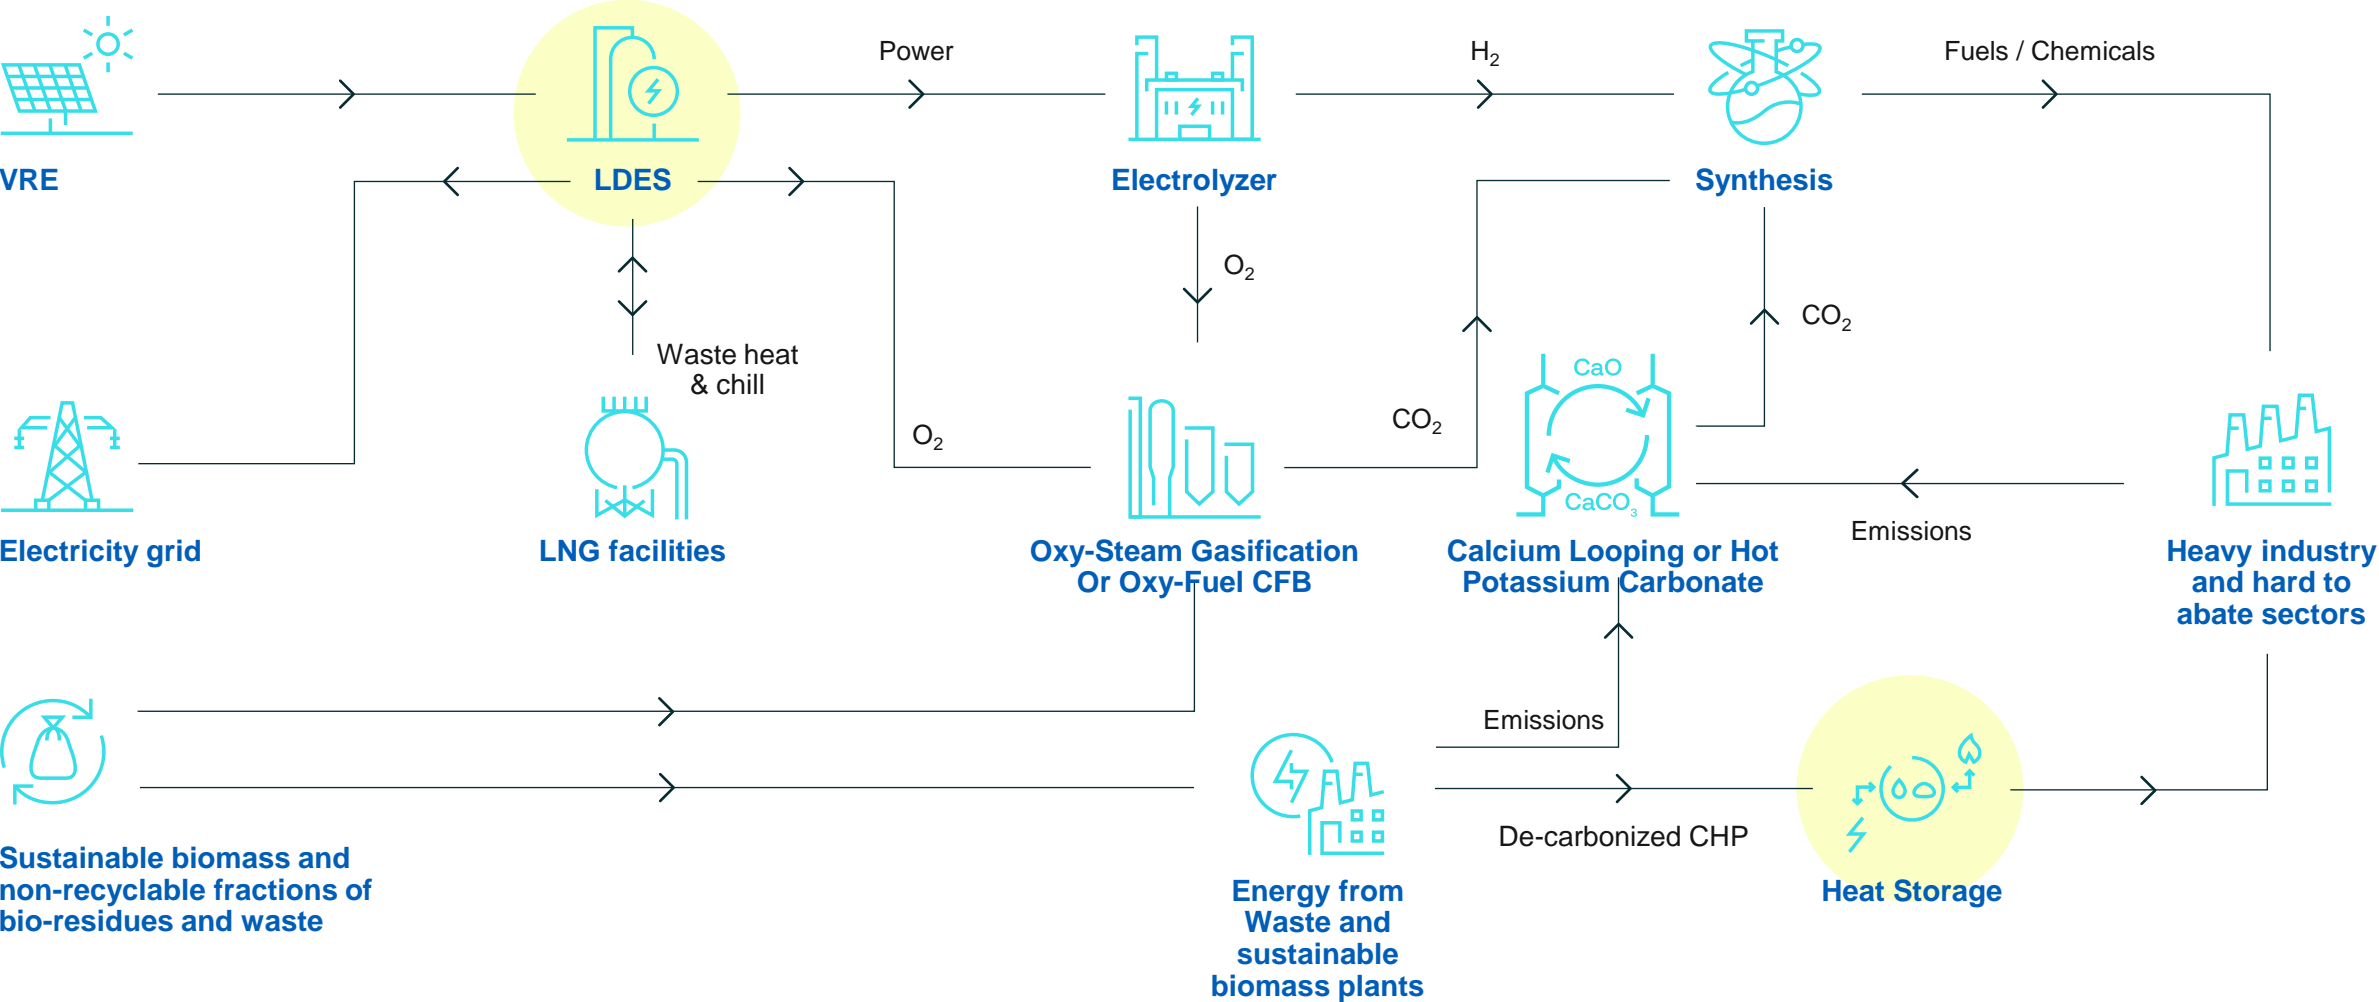 Power
H₂
Fuels / Chemicals
VRE
LDES
Electrolyzer
Synthesis
O₂
CO₂
Waste heat
& chill
CaO
CO₂
O₂
CaCO₃
Emissions
Electricity grid
LNG facilities
Oxy-Steam Gasification
Or Oxy-Fuel CFB
Calcium Looping or Hot
Potassium Carbonate
Heavy industry
and hard to
abate sectors
Emissions
De-carbonized CHP
Sustainable biomass and
non-recyclable fractions of
bio-residues and waste
Energy from
Waste and
sustainable
biomass plants
Heat Storage